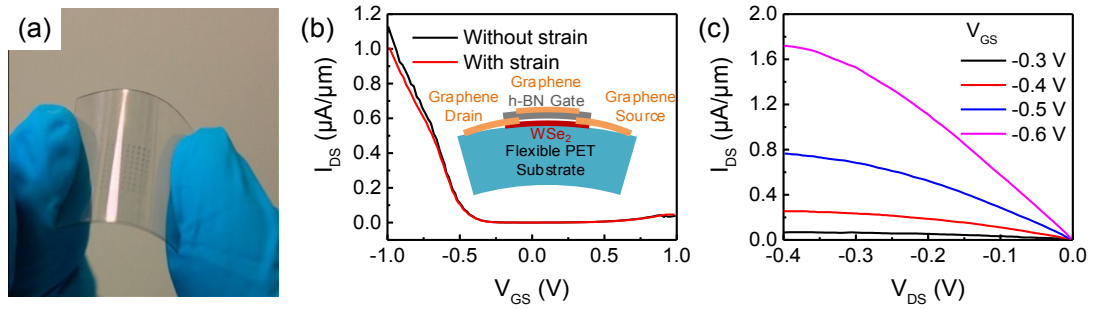 (a)
(b)
1.2
1.0
0.8
0.6
0.4
0.2
0.0
I_DS (µA/µm)
-1.0
-0.5
0.0
0.5
1.0
V_GS (V)
Without strain
With strain
Graphene
h-BN Gate
Graphene
Drain
Graphene
Source
WSe₂
Flexible PET
Substrate
(c)
2.0
1.6
1.2
0.8
0.4
0.0
I_DS (µA/µm)
-0.4
-0.3
-0.2
-0.1
0.0
V_DS (V)
V_GS
-0.3 V
-0.4 V
-0.5 V
-0.6 V